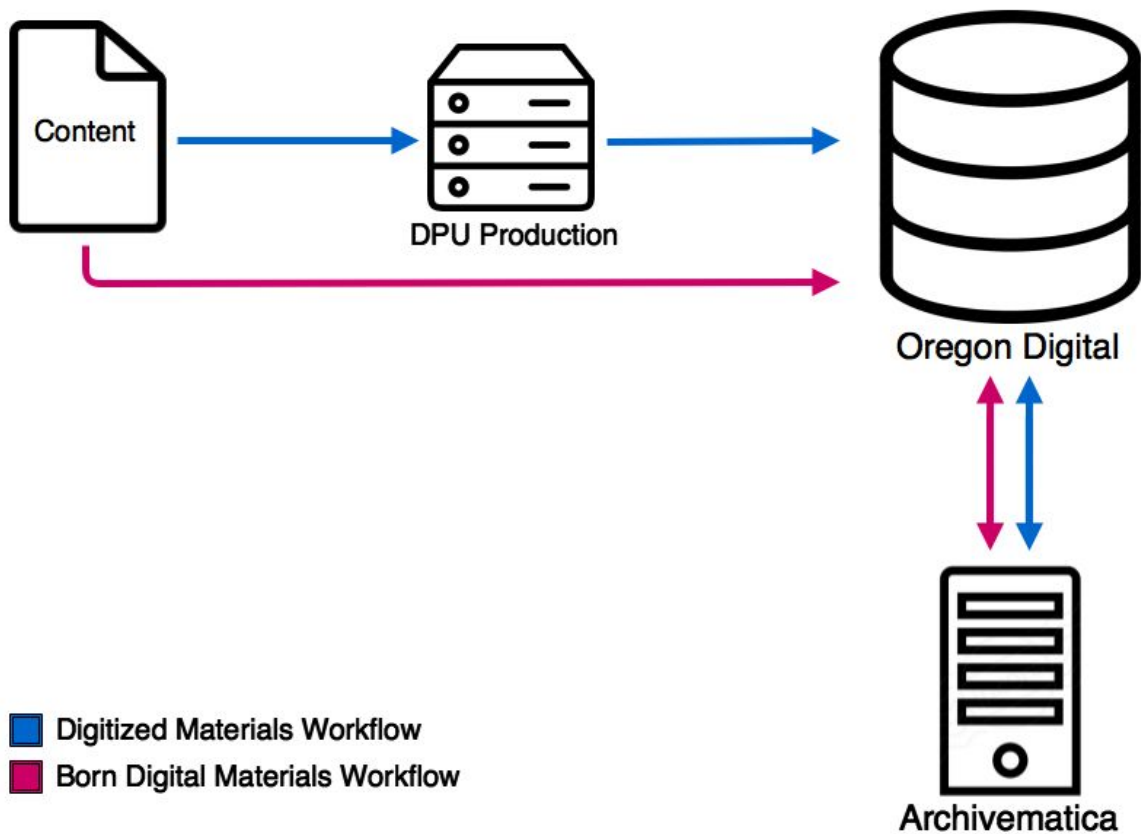 Content
DPU Production
Oregon Digital
Digitized Materials Workflow
Born Digital Materials Workflow
Archivematica